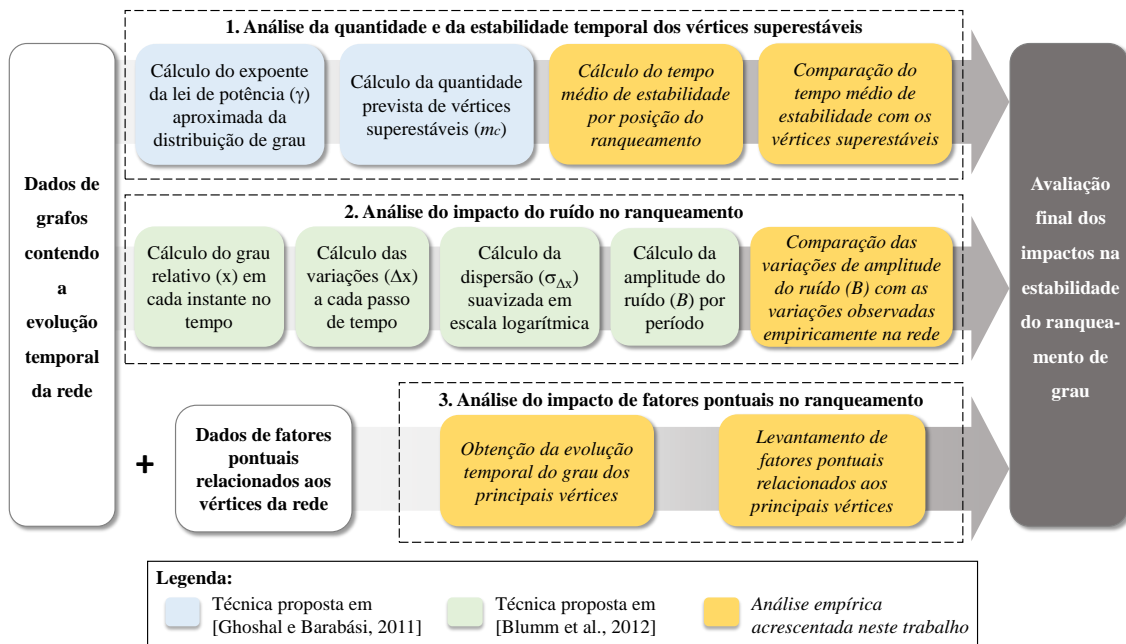 1. Análise da quantidade e da estabilidade temporal dos vértices superestáveis
Cálculo do expoente
da lei de potência (γ)
aproximada da
distribuição de grau
Cálculo da quantidade
prevista de vértices
superestáveis (mc)
Cálculo do tempo
médio de estabilidade
por posição do
ranqueamento
Comparação do
tempo médio de
estabilidade com os
vértices superestáveis
Dados de
grafos
contendo
a
evolução
temporal
da rede
2. Análise do impacto do ruído no ranqueamento
Cálculo do grau
relativo (x) em
cada instante no
tempo
Cálculo das
variações (Δx)
a cada passo
de tempo
Cálculo da
dispersão (σΔx)
suavizada em
escala logarítmica
Cálculo da
amplitude do
ruído (B) por
período
Comparação das
variações de amplitude
do ruído (B) com as
variações observadas
empiricamente na rede
Avaliação
final dos
impactos na
estabilidade
do ranquea-
mento de
grau
+
Dados de fatores
pontuais
relacionados aos
vértices da rede
3. Análise do impacto de fatores pontuais no ranqueamento
Obtenção da evolução
temporal do grau dos
principais vértices
Levantamento de
fatores pontuais
relacionados aos
principais vértices
Legenda:
Técnica proposta em
[Ghoshal e Barabási, 2011]
Técnica proposta em
[Blumm et al., 2012]
Análise empírica
acrescentada neste trabalho